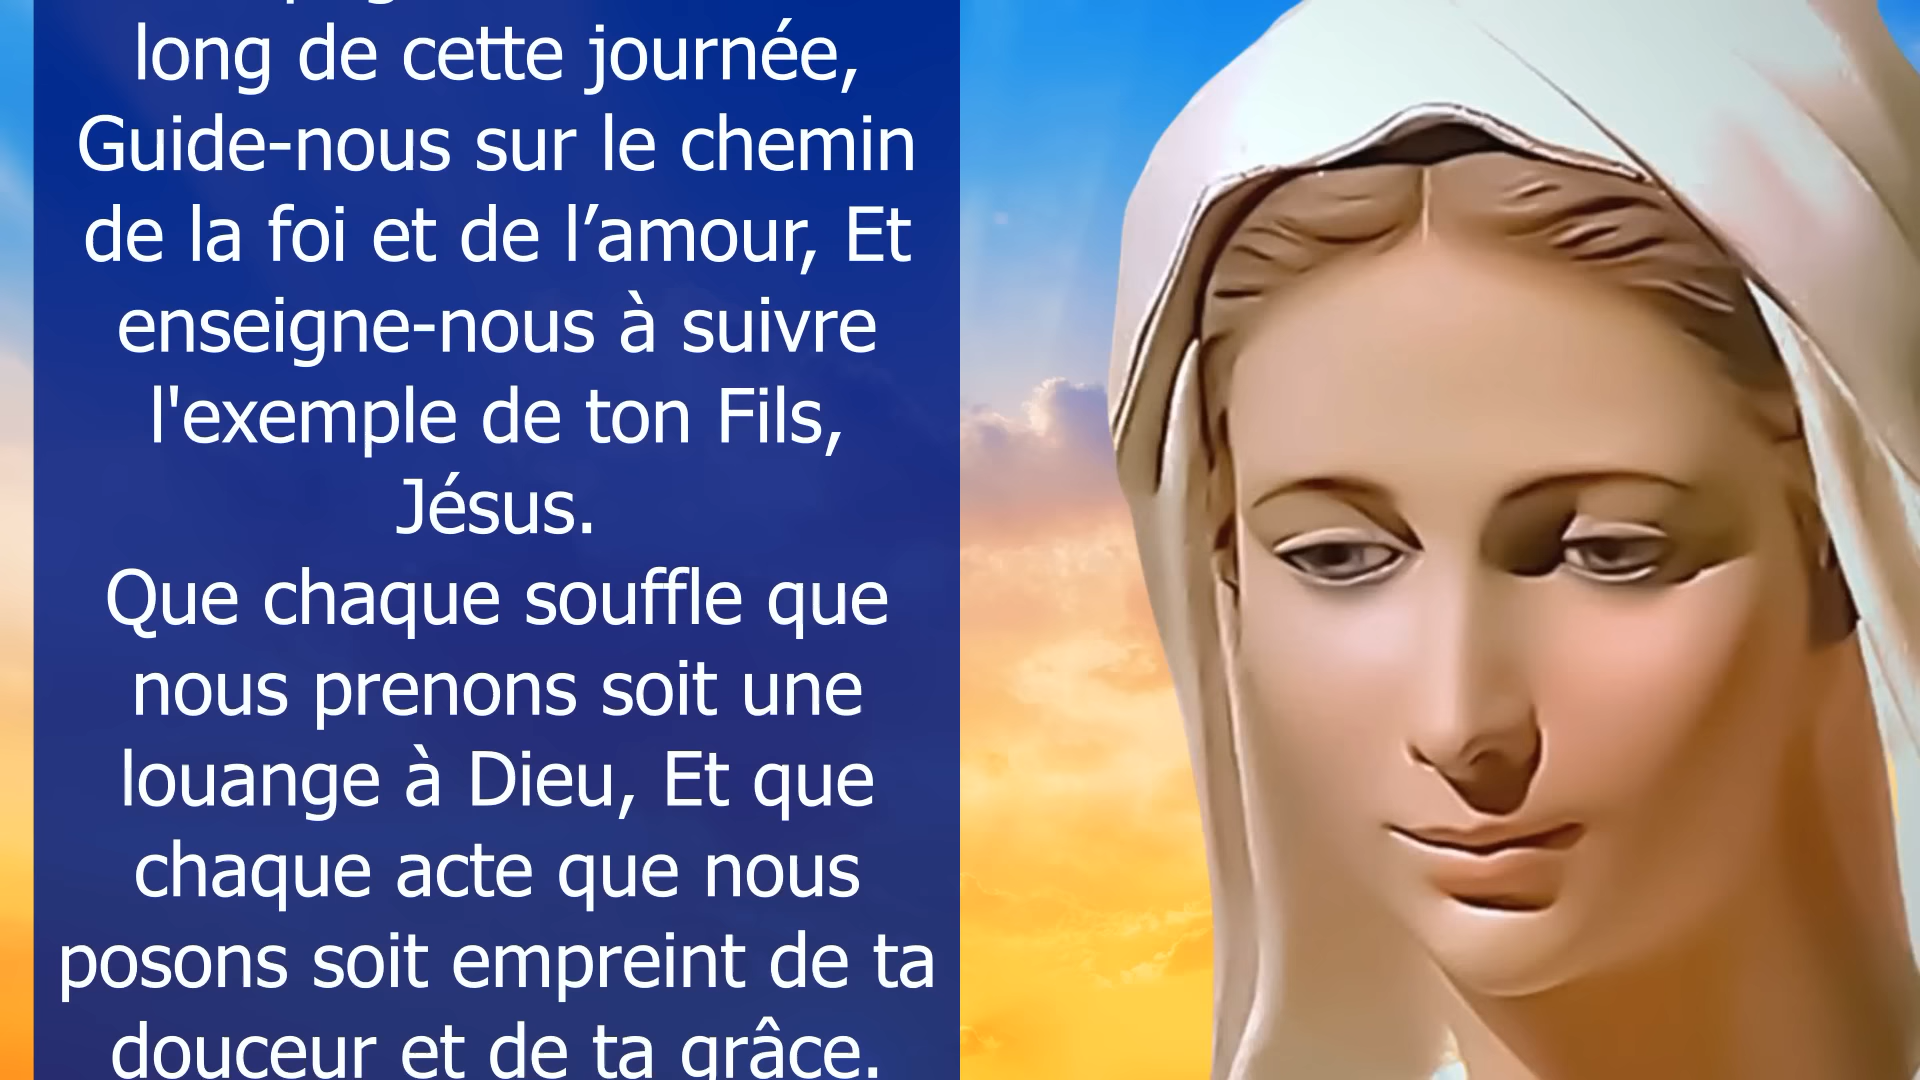 long de cette journée,
Guide-nous sur le chemin
de la foi et de l’amour, Et
enseigne-nous à suivre
l'exemple de ton Fils,
Jésus.
Que chaque souffle que
nous prenons soit une
louange à Dieu, Et que
chaque acte que nous
posons soit empreint de ta
douceur et de ta grâce.